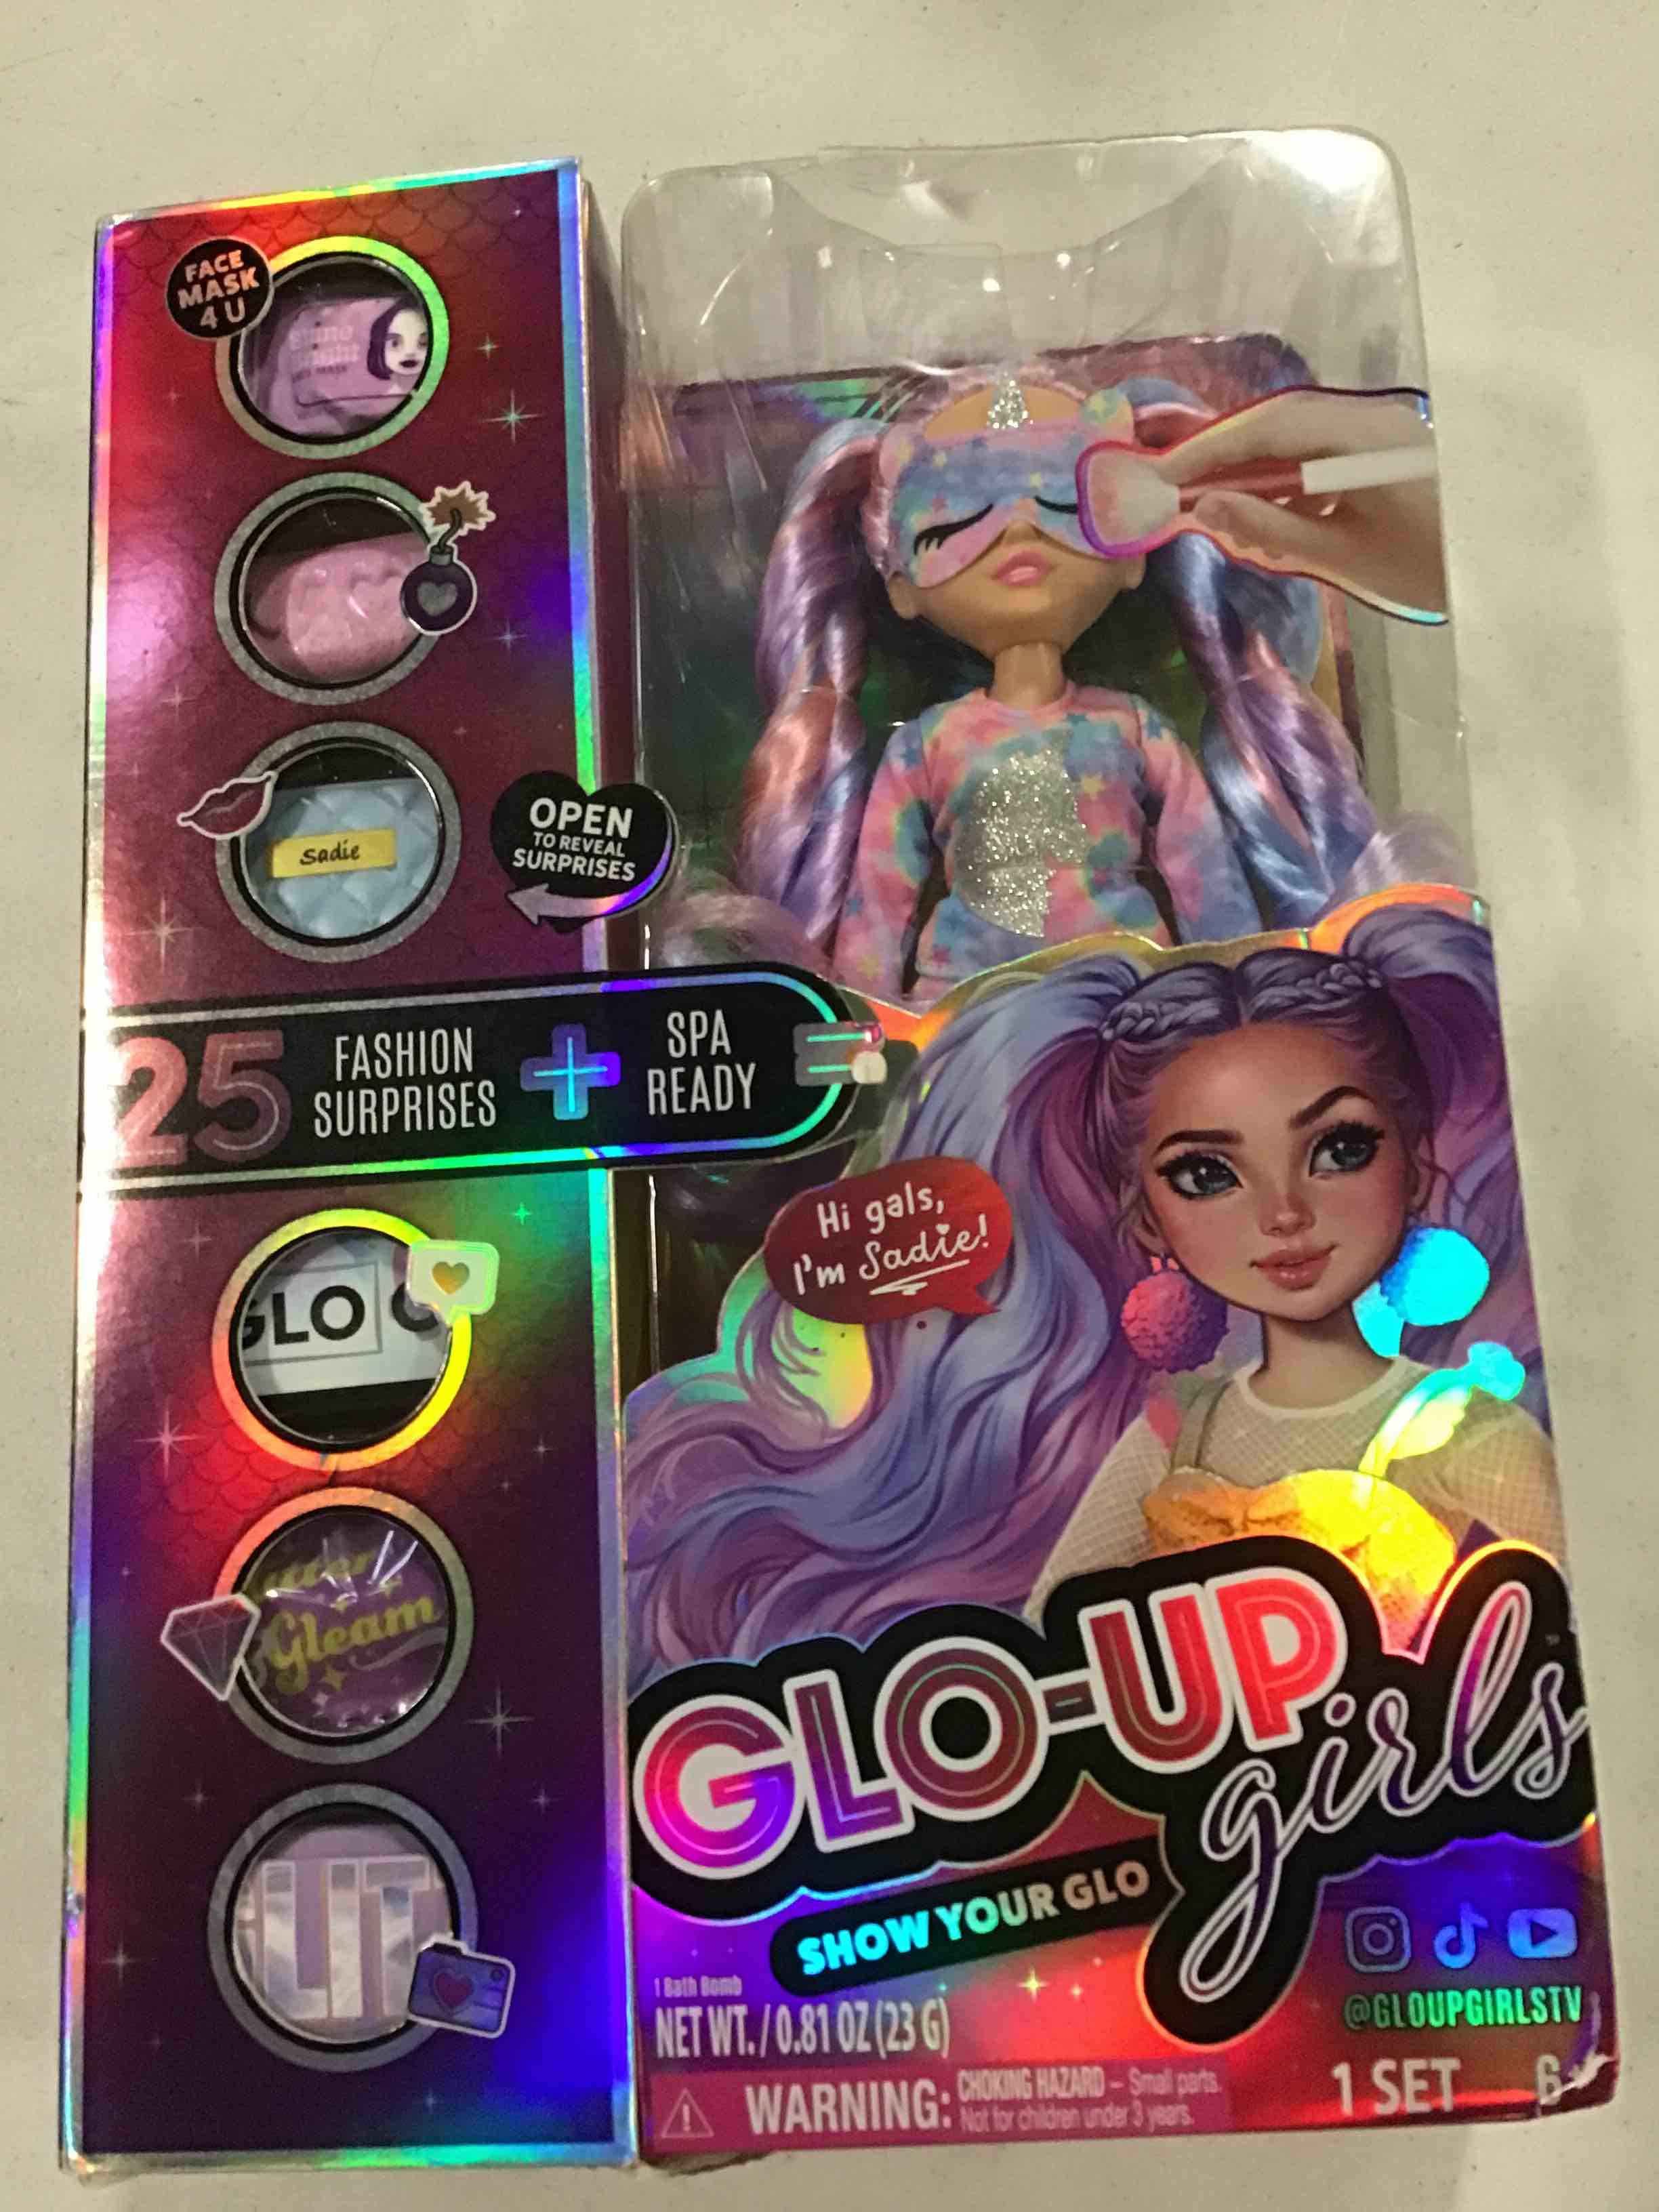 FACE
MASK
4 U
Sadie
OPEN
TO REVEAL
SURPRISES
25 FASHION SURPRISES + SPA READY =
Hi gals,
I'm Sadie!
GLO
Gleam
LIT
GLO-UP
girls
SHOW YOUR GLO
@GLOUPGIRLSTV
1 Bath Bomb
NET WT. / 0.81 OZ (23 G)
WARNING: CHOKING HAZARD – Small parts.
Not for children under 3 years.
1 SET 6+